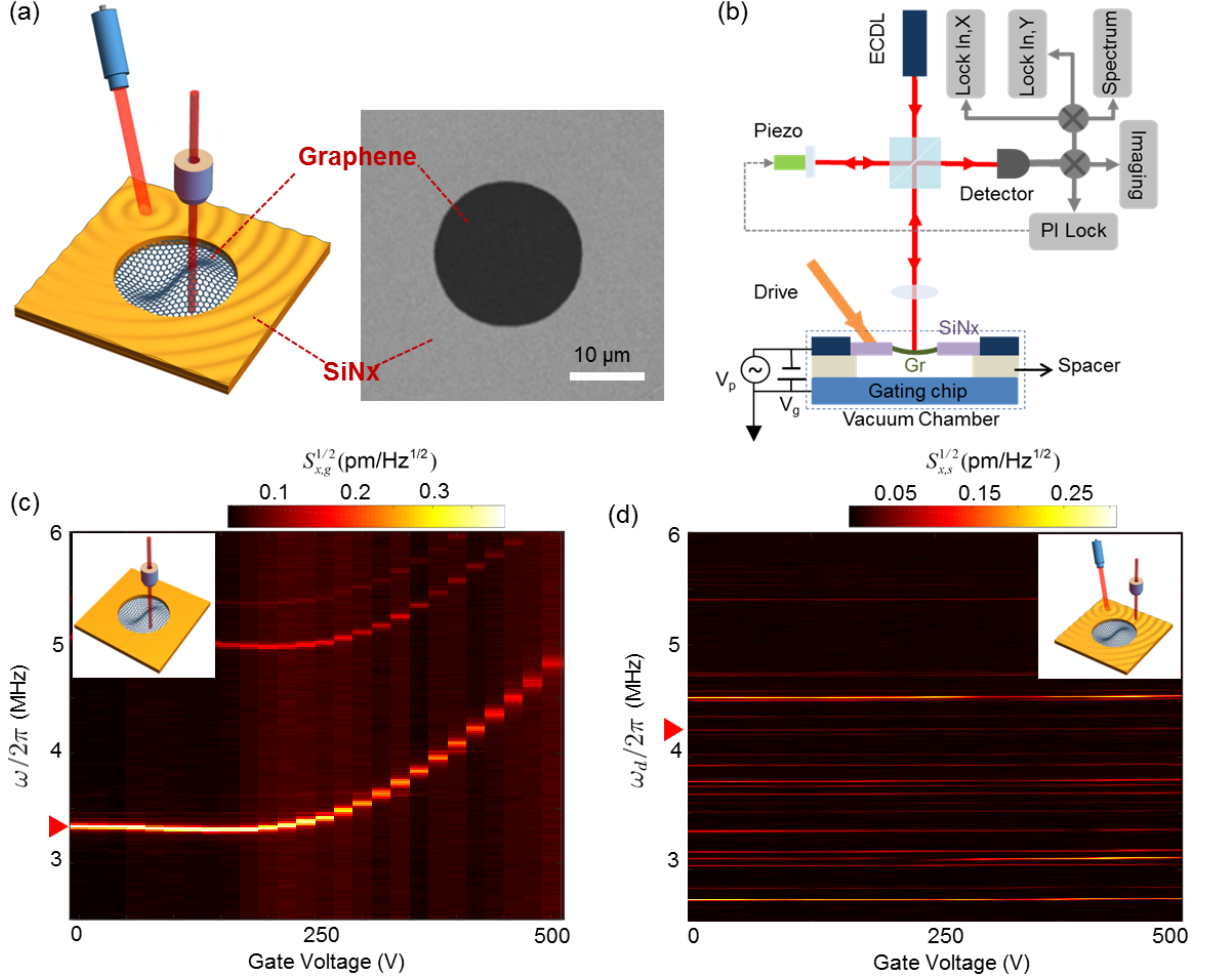 (a)
Graphene
SiNx
10 μm
(b)
ECDL
Lock In,X
Lock In,Y
Spectrum
Piezo
Detector
Imaging
PI Lock
Drive
SiNx
Gr
Spacer
Vp
Vg
Gating chip
Vacuum Chamber
(c)
S_{x,g}^{1/2} (pm/Hz^{1/2})
0.1 0.2 0.3
6
5
4
3
ω/2π (MHz)
0 250 500
Gate Voltage (V)
(d)
S_{x,s}^{1/2} (pm/Hz^{1/2})
0.05 0.15 0.25
6
5
4
3
ω_d/2π (MHz)
0 250 500
Gate Voltage (V)